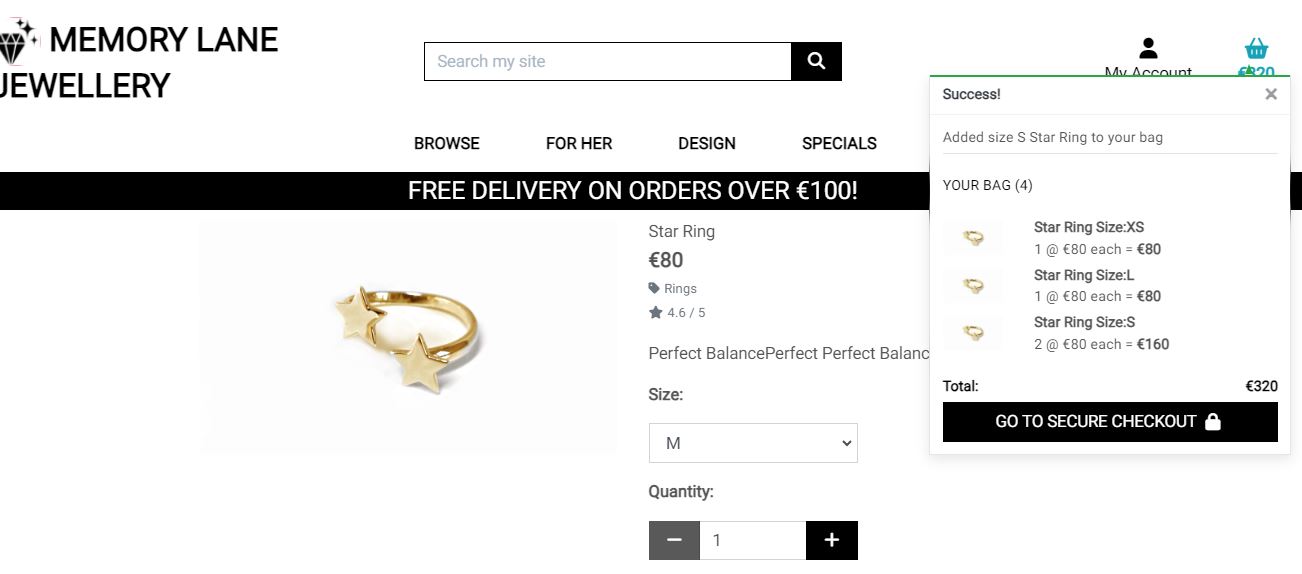 MEMORY LANE
JEWELLERY
Search my site
My Account
€320
BROWSE
FOR HER
DESIGN
SPECIALS
FREE DELIVERY ON ORDERS OVER €100!
Star Ring
€80
Rings
4.6 / 5
Perfect BalancePerfect Perfect Balanc
Size:
M
Quantity:
1
Success!
×
Added size S Star Ring to your bag
YOUR BAG (4)
Star Ring Size:XS
1 @ €80 each = €80
Star Ring Size:L
1 @ €80 each = €80
Star Ring Size:S
2 @ €80 each = €160
Total: €320
GO TO SECURE CHECKOUT